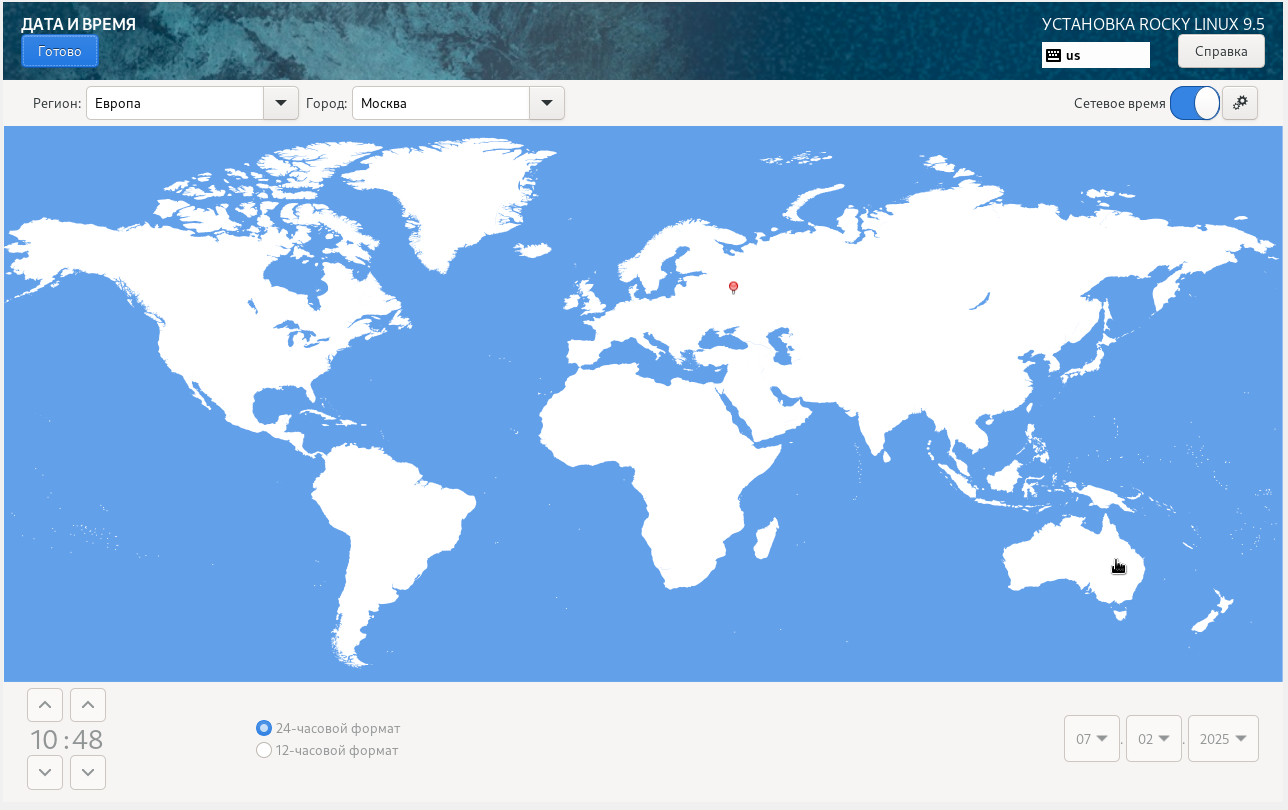 ДАТА И ВРЕМЯ
УСТАНОВКА ROCKY LINUX 9.5
Готово
us
Справка
Регион: Европа Город: Москва Сетевое время
10:48
24-часовой формат
12-часовой формат
07 . 02 . 2025